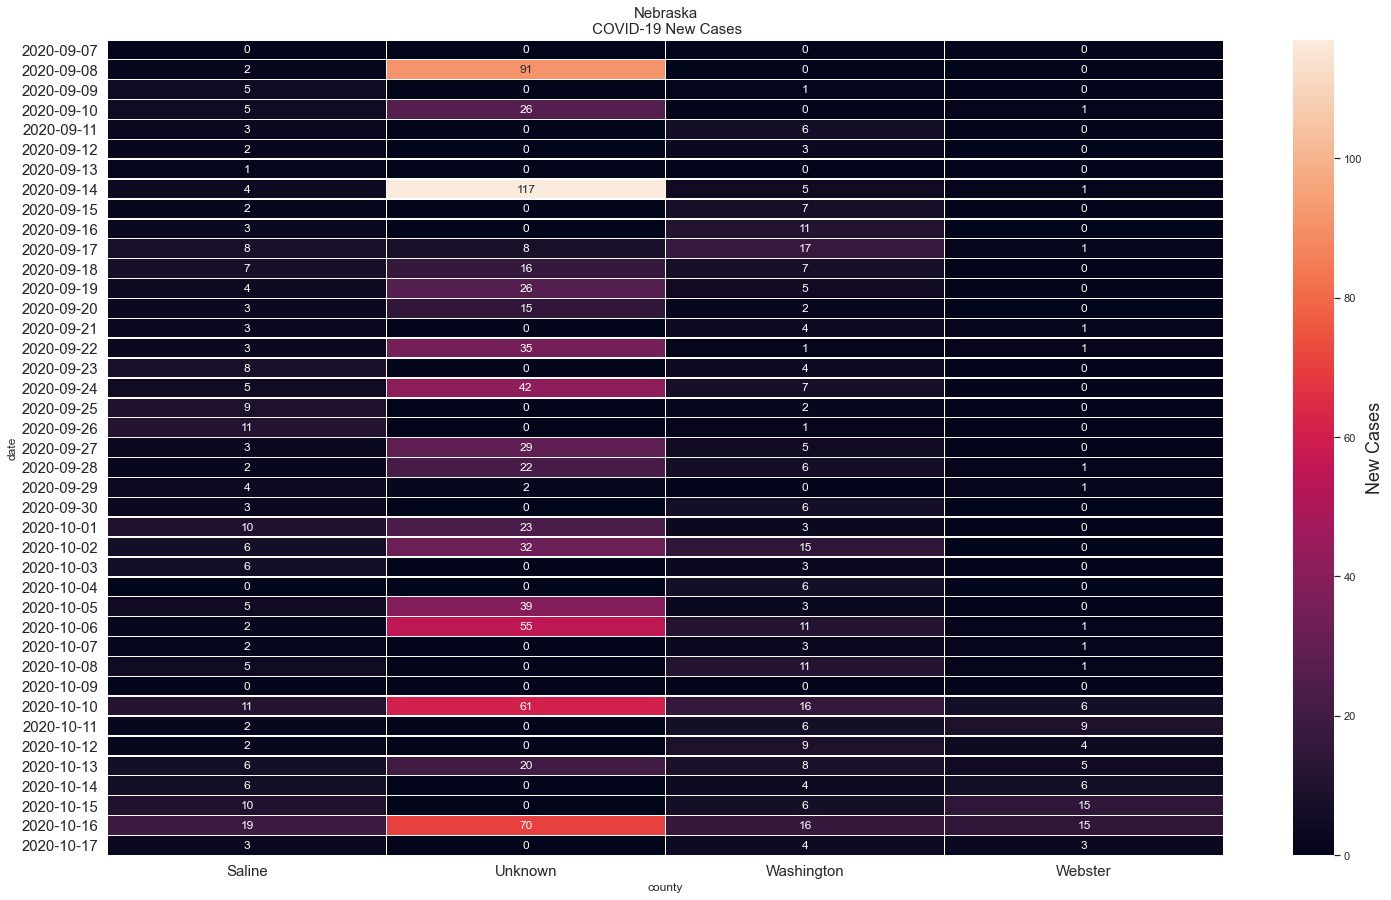 Nebraska
COVID-19 New Cases
2020-09-07 0 0 0 0
2020-09-08 2 91 0 0
2020-09-09 5 0 1 0
2020-09-10 5 26 0 1
2020-09-11 3 0 6 0
2020-09-12 2 0 3 0
2020-09-13 1 0 0 0
2020-09-14 4 117 5 1
2020-09-15 2 0 7 0
2020-09-16 3 0 11 0
2020-09-17 8 8 17 1
2020-09-18 7 16 7 0
2020-09-19 4 26 5 0
2020-09-20 3 15 2 0
2020-09-21 3 0 4 1
2020-09-22 3 35 1 1
2020-09-23 8 0 4 0
2020-09-24 5 42 7 0
2020-09-25 9 0 2 0
2020-09-26 11 0 1 0
2020-09-27 3 29 5 0
2020-09-28 2 22 6 1
2020-09-29 4 2 0 1
2020-09-30 3 0 6 0
2020-10-01 10 23 3 0
2020-10-02 6 32 15 0
2020-10-03 6 0 3 0
2020-10-04 0 0 6 0
2020-10-05 5 39 3 0
2020-10-06 2 55 11 1
2020-10-07 2 0 3 1
2020-10-08 5 0 11 1
2020-10-09 0 0 0 0
2020-10-10 11 61 16 6
2020-10-11 2 0 6 9
2020-10-12 2 0 9 4
2020-10-13 6 20 8 5
2020-10-14 6 0 4 6
2020-10-15 10 0 6 15
2020-10-16 19 70 16 15
2020-10-17 3 0 4 3
Saline Unknown Washington Webster
county
date
100
80
60
40
20
0
New Cases